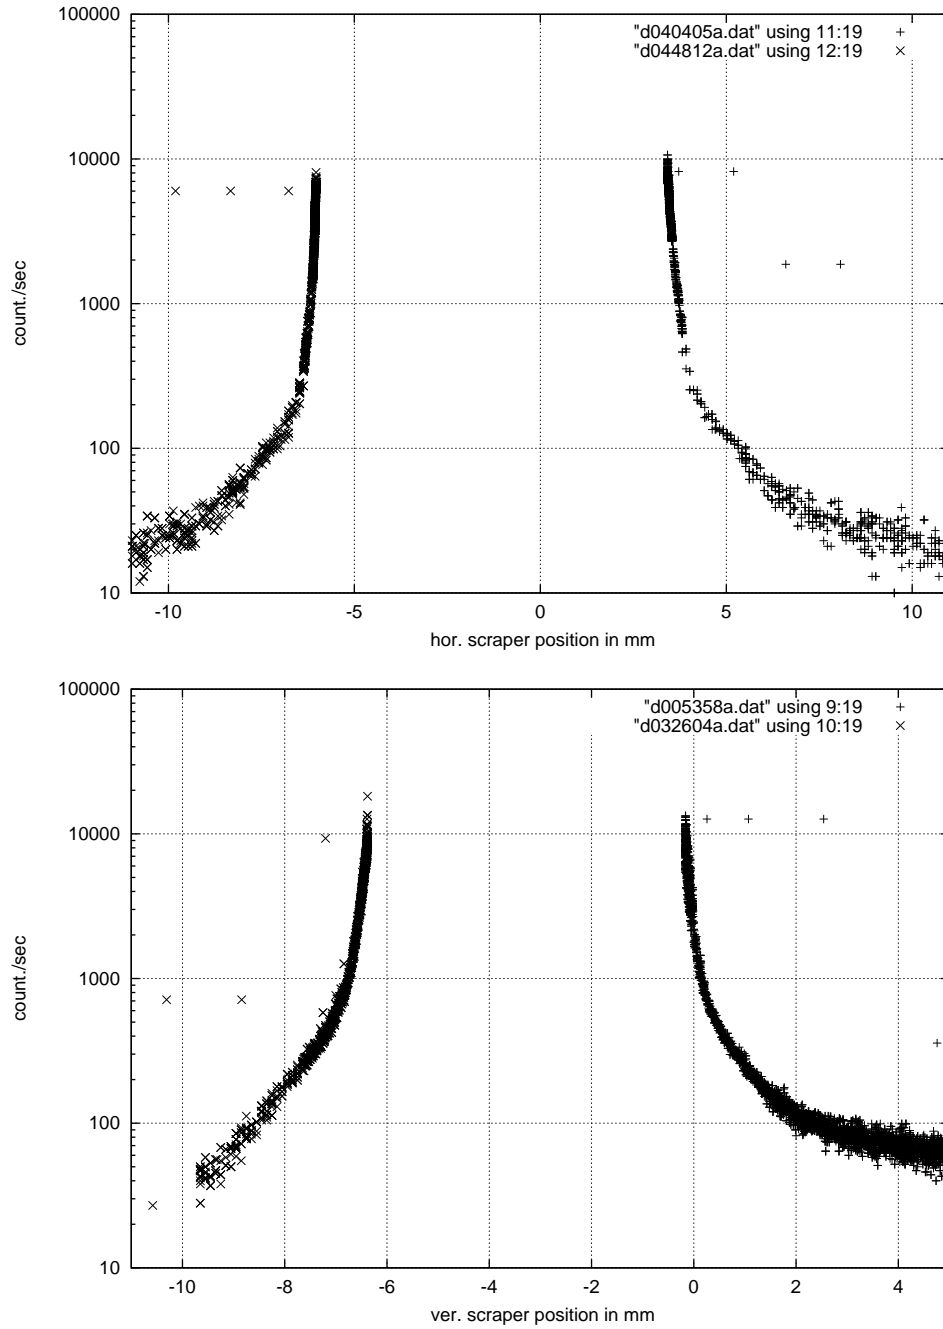 100000
10000
1000
100
10
count./sec
"d040405a.dat" using 11:19
"d044812a.dat" using 12:19
-10 -5 0 5 10
hor. scraper position in mm
100000
10000
1000
100
10
count./sec
"d005358a.dat" using 9:19
"d032604a.dat" using 10:19
-10 -8 -6 -4 -2 0 2 4
ver. scraper position in mm